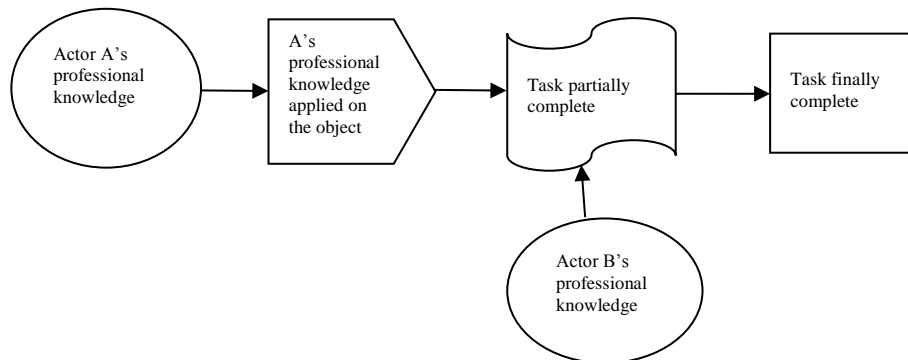 Actor A’s
professional
knowledge
A’s
professional
knowledge
applied on
the object
Task partially
complete
Task finally
complete
Actor B’s
professional
knowledge